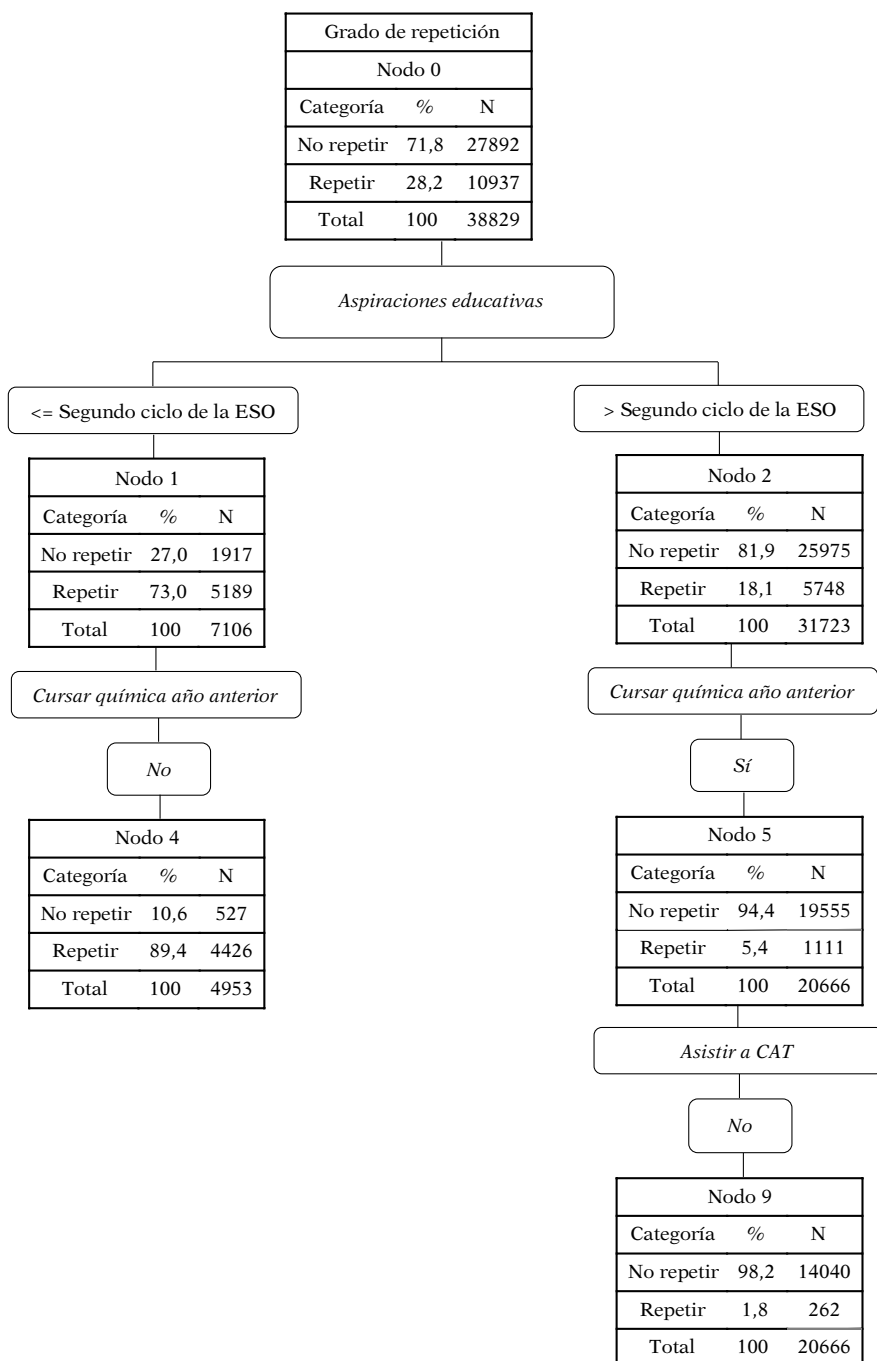 Grado de repetición
Nodo 0
Categoría % N
No repetir 71,8 27892
Repetir 28,2 10937
Total 100 38829
Aspiraciones educativas
<= Segundo ciclo de la ESO
> Segundo ciclo de la ESO
Nodo 1
Categoría % N
No repetir 27,0 1917
Repetir 73,0 5189
Total 100 7106
Nodo 2
Categoría % N
No repetir 81,9 25975
Repetir 18,1 5748
Total 100 31723
Cursar química año anterior
Cursar química año anterior
No
Sí
Nodo 4
Categoría % N
No repetir 10,6 527
Repetir 89,4 4426
Total 100 4953
Nodo 5
Categoría % N
No repetir 94,4 19555
Repetir 5,4 1111
Total 100 20666
Asistir a CAT
No
Nodo 9
Categoría % N
No repetir 98,2 14040
Repetir 1,8 262
Total 100 20666